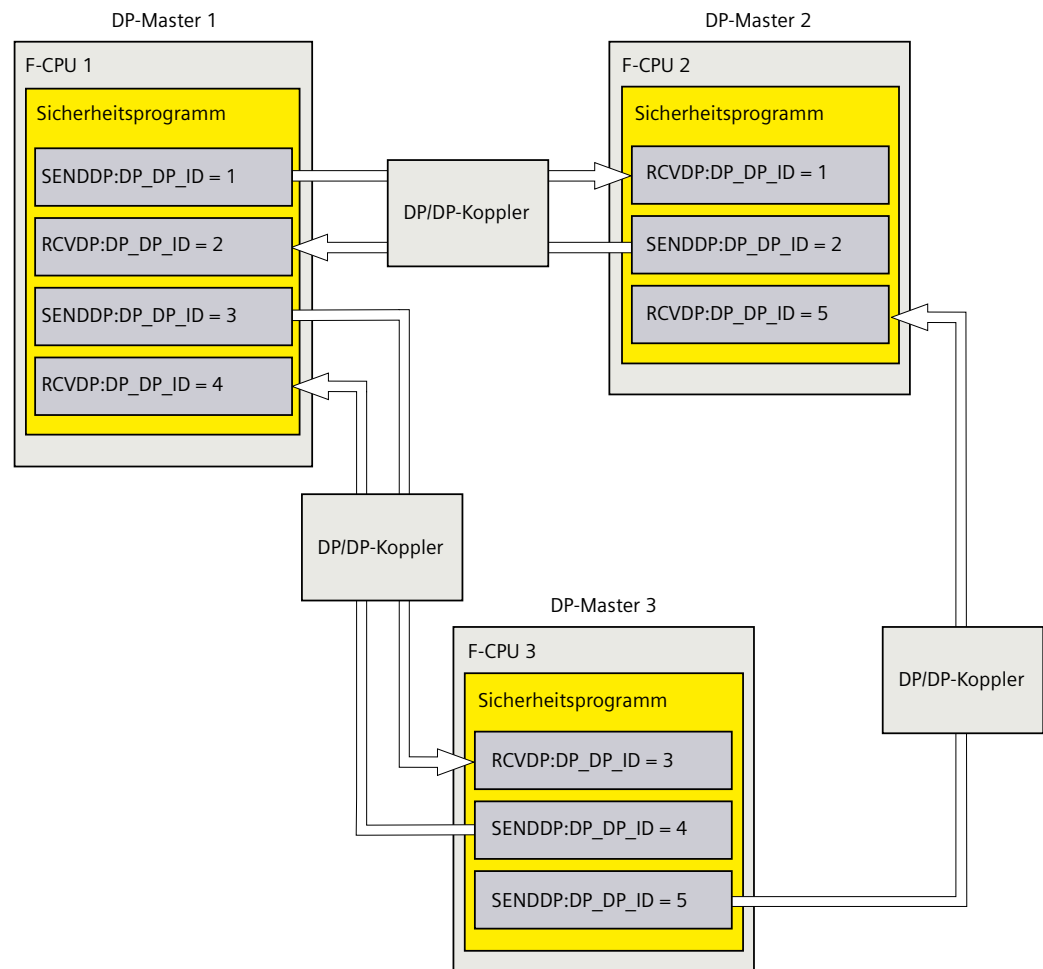 DP-Master 1
F-CPU 1
Sicherheitsprogramm
SENDDP:DP_DP_ID = 1
RCVDP:DP_DP_ID = 2
SENDDP:DP_DP_ID = 3
RCVDP:DP_DP_ID = 4
DP/DP-Koppler
DP-Master 2
F-CPU 2
Sicherheitsprogramm
RCVDP:DP_DP_ID = 1
SENDDP:DP_DP_ID = 2
RCVDP:DP_DP_ID = 5
DP/DP-Koppler
DP-Master 3
F-CPU 3
Sicherheitsprogramm
RCVDP:DP_DP_ID = 3
SENDDP:DP_DP_ID = 4
SENDDP:DP_DP_ID = 5
DP/DP-Koppler